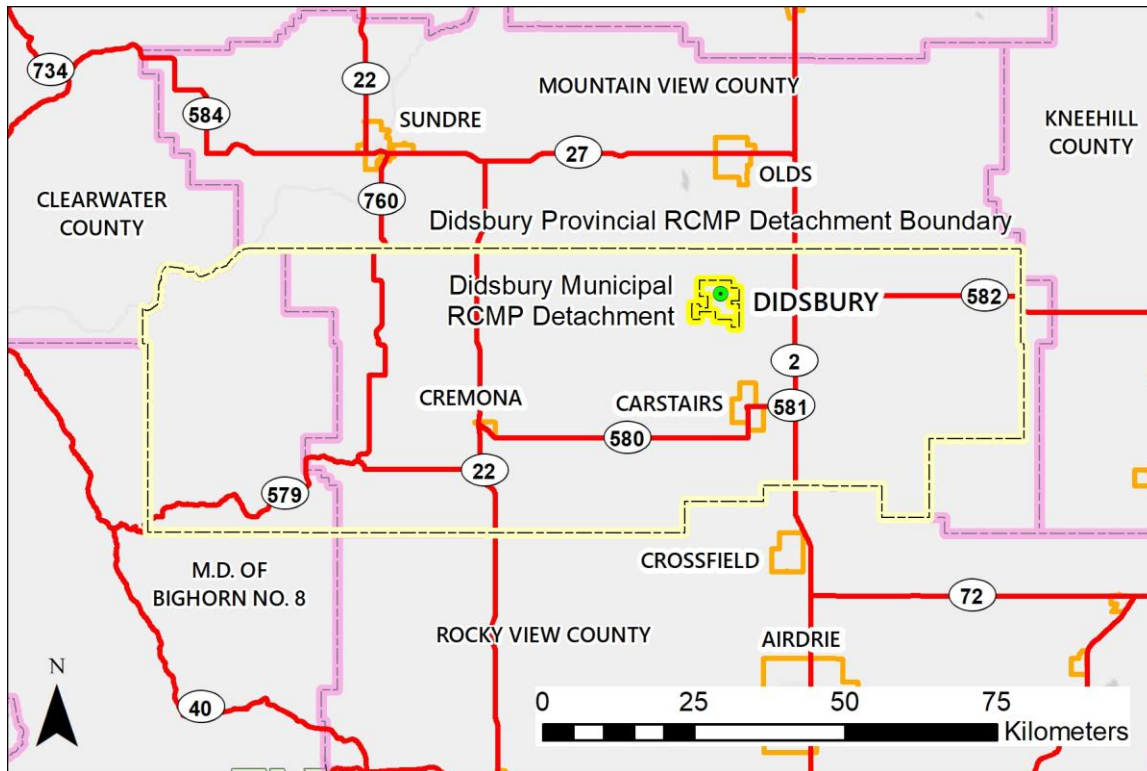 734
22
584
SUNDRE
MOUNTAIN VIEW COUNTY
27
KNEEHILL
COUNTY
OLDS
CLEARWATER
COUNTY
760
Didsbury Provincial RCMP Detachment Boundary
Didsbury Municipal
RCMP Detachment
DIDSBURY
582
2
CREMONA
CARSTAIRS
581
580
22
579
CROSSFIELD
M.D. OF
BIGHORN NO. 8
72
ROCKY VIEW COUNTY
AIRDRIE
N
40
0 25 50 75
Kilometers